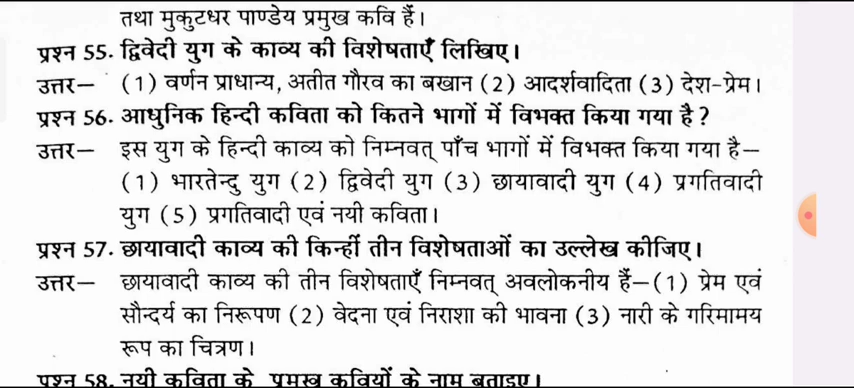 तथा मुकुटधर पाण्डेय प्रमुख कवि हैं।
प्रश्न 55. द्विवेदी युग के काव्य की विशेषताएँ लिखिए।
उत्तर— (1) वर्णन प्राधान्य, अतीत गौरव का बखान (2) आदर्शवादिता (3) देश-प्रेम।
प्रश्न 56. आधुनिक हिन्दी कविता को कितने भागों में विभक्त किया गया है ?
उत्तर— इस युग के हिन्दी काव्य को निम्नवत् पाँच भागों में विभक्त किया गया है—
(1) भारतेन्दु युग (2) द्विवेदी युग (3) छायावादी युग (4) प्रगतिवादी
युग (5) प्रगतिवादी एवं नयी कविता।
प्रश्न 57. छायावादी काव्य की किन्हीं तीन विशेषताओं का उल्लेख कीजिए।
उत्तर— छायावादी काव्य की तीन विशेषताएँ निम्नवत् अवलोकनीय हैं—(1) प्रेम एवं
सौन्दर्य का निरूपण (2) वेदना एवं निराशा की भावना (3) नारी के गरिमामय
रूप का चित्रण।
प्रश्न 58. नयी कविता के प्रमुख कवियों के नाम बताइए।